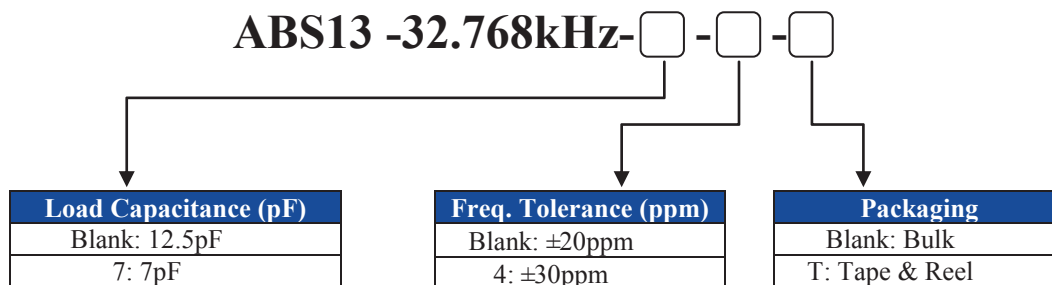 ABS13 -32.768kHz- - -
Load Capacitance (pF)
Blank: 12.5pF
7: 7pF
Freq. Tolerance (ppm)
Blank: ±20ppm
4: ±30ppm
Packaging
Blank: Bulk
T: Tape & Reel